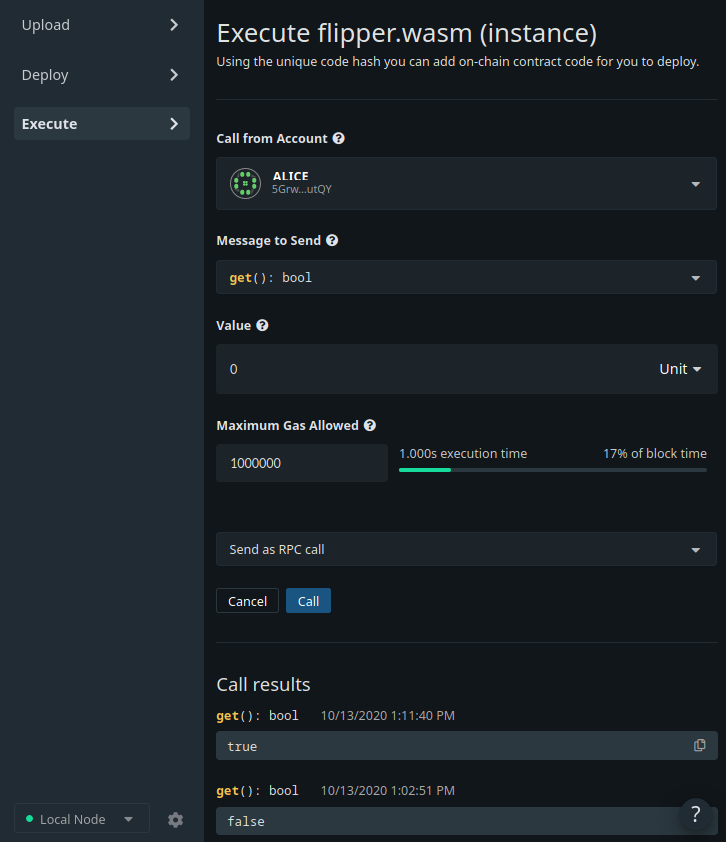 Upload
Deploy
Execute
Execute flipper.wasm (instance)
Using the unique code hash you can add on-chain contract code for you to deploy.
Call from Account ?
ALICE
5Grw...utQY
Message to Send ?
get(): bool
Value ?
0 Unit
Maximum Gas Allowed ?
1000000
1.000s execution time 17% of block time
Send as RPC call
Cancel Call
Call results
get(): bool 10/13/2020 1:11:40 PM
true
get(): bool 10/13/2020 1:02:51 PM
false
Local Node
?